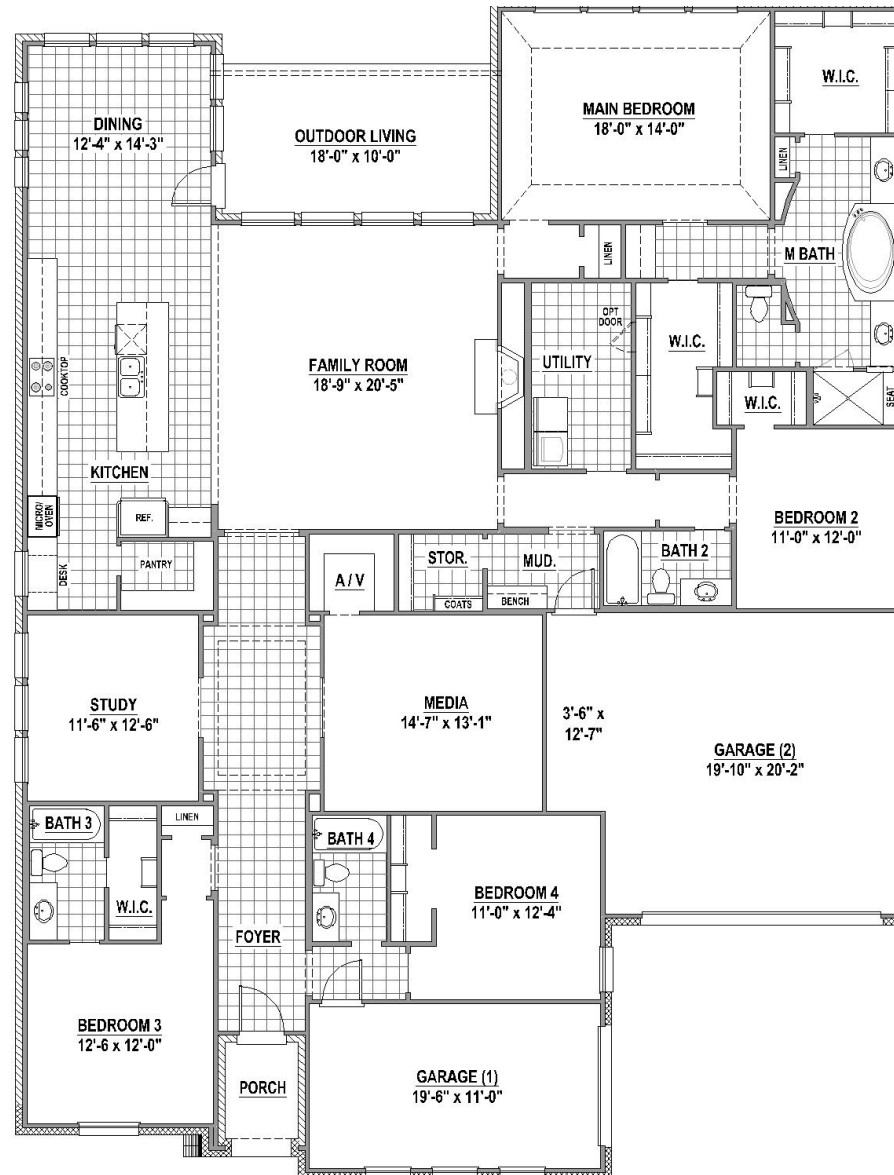 DINING
12'-4" x 14'-3"
OUTDOOR LIVING
18'-0" x 10'-0"
MAIN BEDROOM
18'-0" x 14'-0"
W.I.C.
LINEN
M BATH
LINEN
OPT
DOOR
W.I.C.
UTILITY
FAMILY ROOM
18'-9" x 20'-5"
COOKTOP
W.I.C.
SEAT
KITCHEN
MICRO/
OVEN
REF.
BEDROOM 2
11'-0" x 12'-0"
DESK
PANTRY
A / V
STOR.
MUD.
BATH 2
COATS
BENCH
STUDY
11'-6" x 12'-6"
MEDIA
14'-7" x 13'-1"
3'-6" x
12'-7"
GARAGE (2)
19'-10" x 20'-2"
BATH 3
LINEN
BATH 4
W.I.C.
BEDROOM 4
11'-0" x 12'-4"
FOYER
BEDROOM 3
12'-6 x 12'-0"
PORCH
GARAGE (1)
19'-6" x 11'-0"